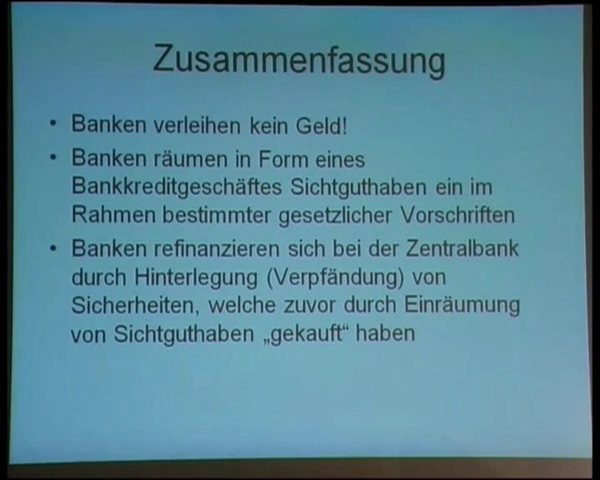 Zusammenfassung
• Banken verleihen kein Geld!
• Banken räumen in Form eines
Bankkreditgeschäftes Sichtguthaben ein im
Rahmen bestimmter gesetzlicher Vorschriften
• Banken refinanzieren sich bei der Zentralbank
durch Hinterlegung (Verpfändung) von
Sicherheiten, welche zuvor durch Einräumung
von Sichtguthaben „gekauft“ haben